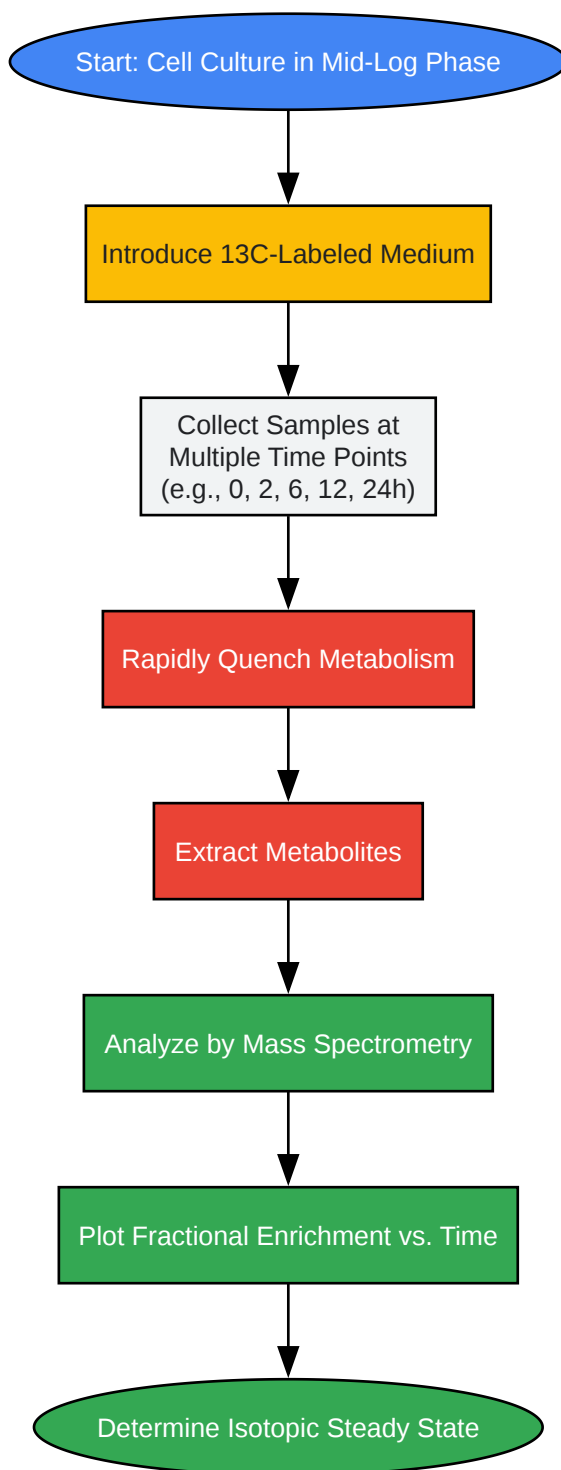 Start: Cell Culture in Mid-Log Phase
Introduce 13C-Labeled Medium
Collect Samples at
Multiple Time Points
(e.g., 0, 2, 6, 12, 24h)
Rapidly Quench Metabolism
Extract Metabolites
Analyze by Mass Spectrometry
Plot Fractional Enrichment vs. Time
Determine Isotopic Steady State